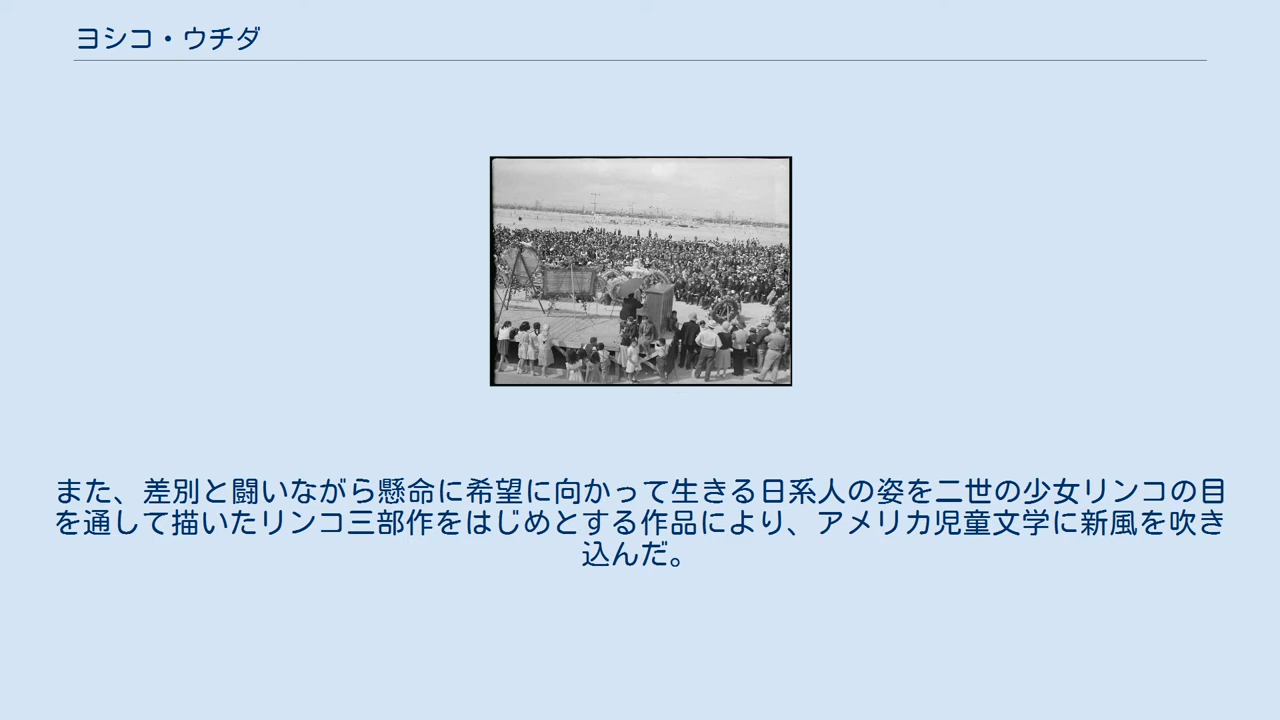 ヨシコ・ウチダ
また、差別と闘いながら懸命に希望に向かって生きる日系人の姿を二世の少女リンコの目
を通して描いたリンコ三部作をはじめとする作品により、アメリカ児童文学に新風を吹き
込んだ。